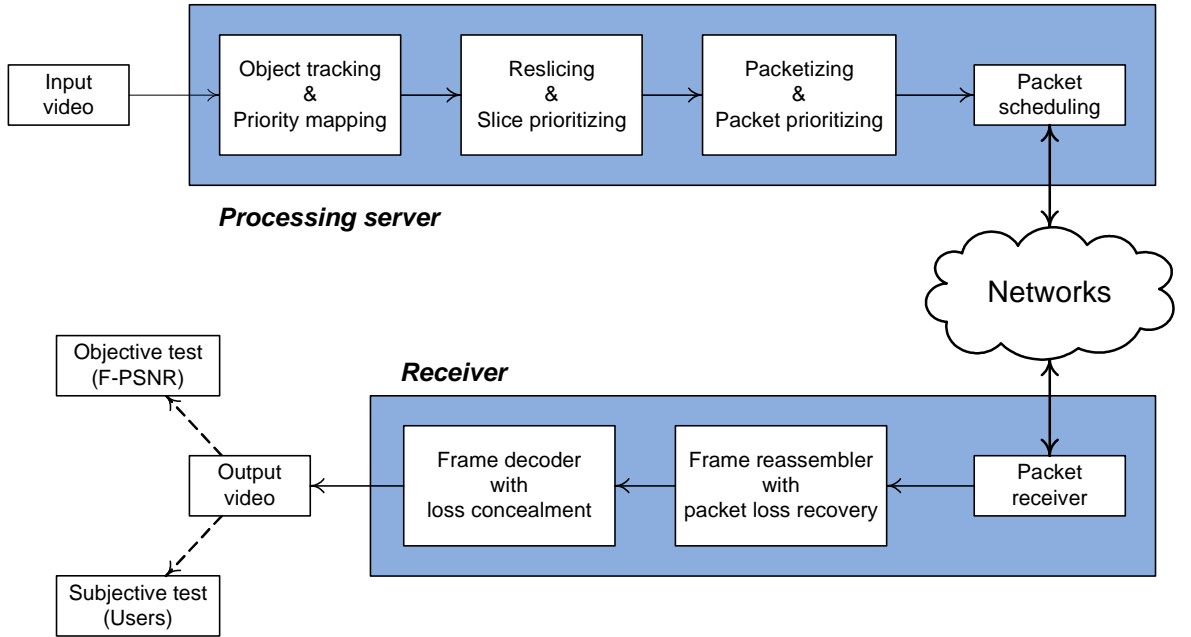 Input
video
Object tracking
&
Priority mapping
Reslicing
&
Slice prioritizing
Packetizing
&
Packet prioritizing
Packet
scheduling
Processing server
Networks
Receiver
Packet
receiver
Frame reassembler
with
packet loss recovery
Frame decoder
with
loss concealment
Output
video
Objective test
(F-PSNR)
Subjective test
(Users)